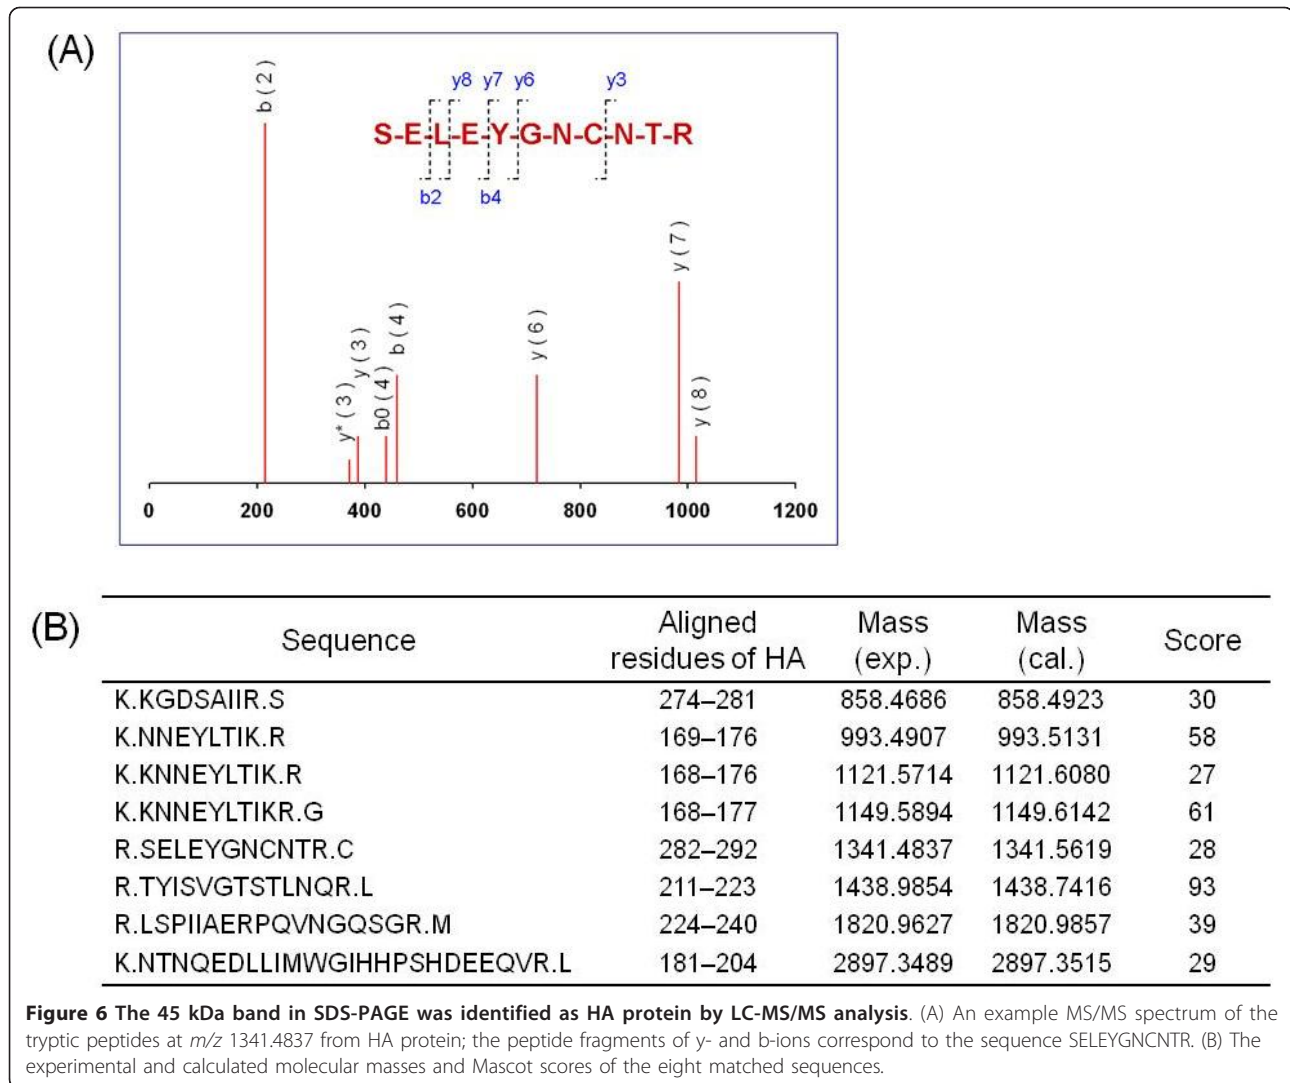 (A)
y8 y7 y6 y3
S-E-L-E-Y-G-N-C-N-T-R
b2 b4
b ( 2 )
y* ( 3 )
y ( 3 )
b0 ( 4 )
b ( 4 )
y ( 6 )
y ( 7 )
y ( 8 )
0 200 400 600 800 1000 1200
(B)
Sequence Aligned residues of HA Mass (exp.) Mass (cal.) Score
K.KGDSAIIR.S 274–281 858.4686 858.4923 30
K.NNEYLTIK.R 169–176 993.4907 993.5131 58
K.KNNEYLTIK.R 168–176 1121.5714 1121.6080 27
K.KNNEYLTIKR.G 168–177 1149.5894 1149.6142 61
R.SELEYGNCNTR.C 282–292 1341.4837 1341.5619 28
R.TYISVGTSTLNQR.L 211–223 1438.9854 1438.7416 93
R.LSPIIAERPQVNGQSGR.M 224–240 1820.9627 1820.9857 39
K.NTNQEDLLIMWGIHHPSHDEEQVR.L 181–204 2897.3489 2897.3515 29
Figure 6 The 45 kDa band in SDS-PAGE was identified as HA protein by LC-MS/MS analysis. (A) An example MS/MS spectrum of the
tryptic peptides at m/z 1341.4837 from HA protein; the peptide fragments of y- and b-ions correspond to the sequence SELEYGNCNTR. (B) The
experimental and calculated molecular masses and Mascot scores of the eight matched sequences.